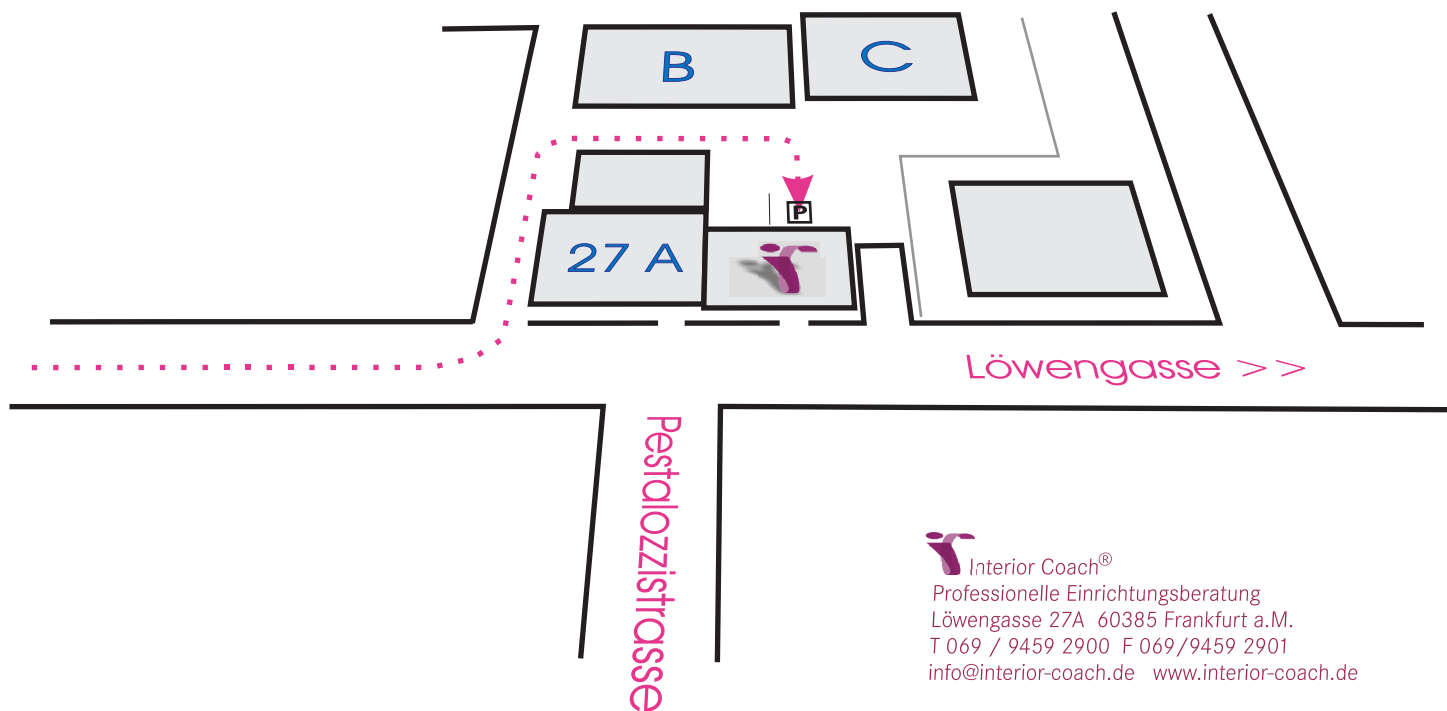 B
C
P
27 A
Löwengasse > >
Pestalozzistrasse
Interior Coach®
Professionelle Einrichtungsberatung
Löwengasse 27A 60385 Frankfurt a.M.
T 069 / 9459 2900 F 069/9459 2901
info@interior-coach.de www.interior-coach.de